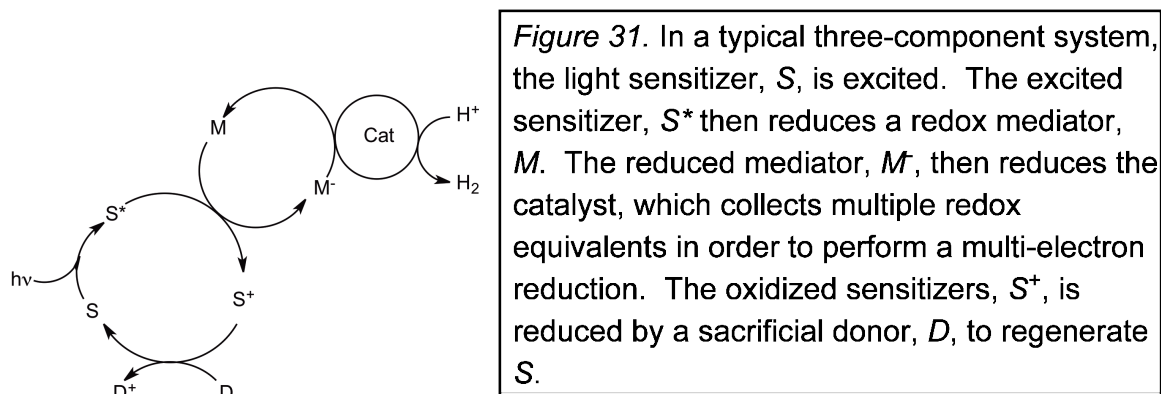 Figure 31. In a typical three-component system,
the light sensitizer, S, is excited. The excited
sensitizer, S* then reduces a redox mediator,
M. The reduced mediator, M⁻, then reduces the
catalyst, which collects multiple redox
equivalents in order to perform a multi-electron
reduction. The oxidized sensitizers, S⁺, is
reduced by a sacrificial donor, D, to regenerate
S.
M
Cat
H⁺
M⁻
H₂
S*
hν
S
S⁺
D⁺
D